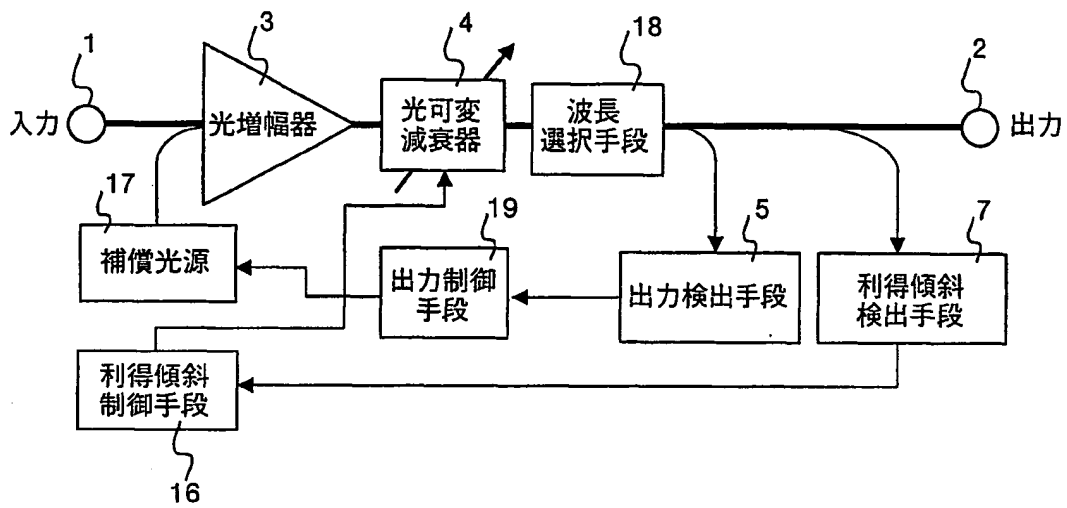 1
3
4
18
2
入力
光増幅器
光可変
減衰器
波長
選択手段
出力
17
補償光源
19
出力制御
手段
5
出力検出手段
7
利得傾斜
検出手段
利得傾斜
制御手段
16